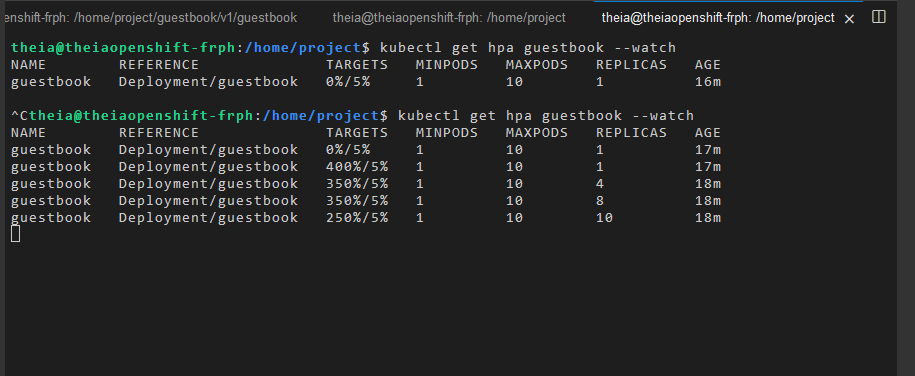 enshift-frph: /home/project/guestbook/v1/guestbook theia@theiaopenshift-frph: /home/project theia@theiaopenshift-frph: /home/project
theia@theiaopenshift-frph:/home/project$ kubectl get hpa guestbook --watch
NAME REFERENCE TARGETS MINPODS MAXPODS REPLICAS AGE
guestbook Deployment/guestbook 0%/5% 1 10 1 16m
^Ctheia@theiaopenshift-frph:/home/project$ kubectl get hpa guestbook --watch
NAME REFERENCE TARGETS MINPODS MAXPODS REPLICAS AGE
guestbook Deployment/guestbook 0%/5% 1 10 1 17m
guestbook Deployment/guestbook 400%/5% 1 10 1 17m
guestbook Deployment/guestbook 350%/5% 1 10 4 18m
guestbook Deployment/guestbook 350%/5% 1 10 8 18m
guestbook Deployment/guestbook 250%/5% 1 10 10 18m